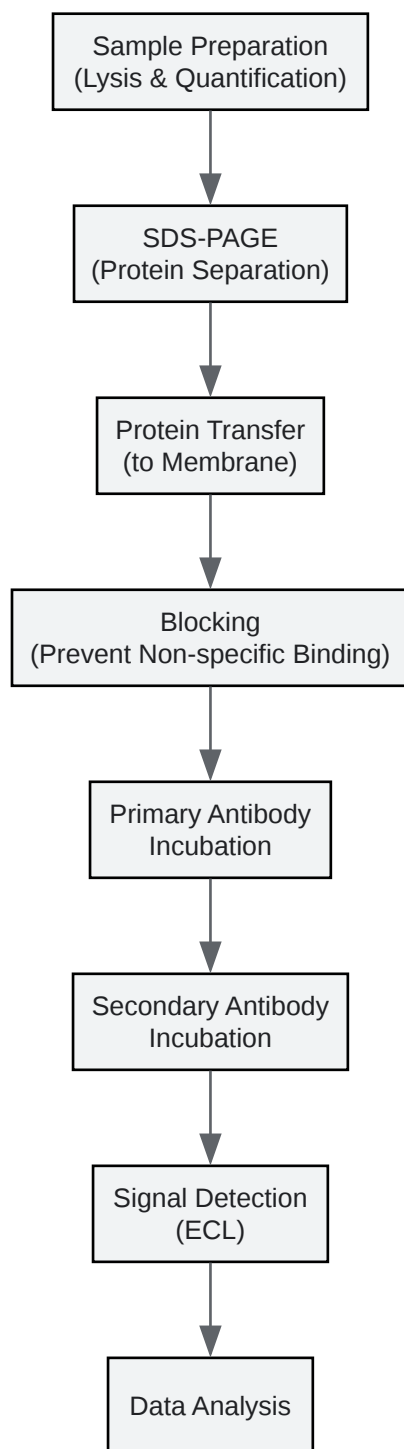 Sample Preparation
(Lysis & Quantification)
SDS-PAGE
(Protein Separation)
Protein Transfer
(to Membrane)
Blocking
(Prevent Non-specific Binding)
Primary Antibody
Incubation
Secondary Antibody
Incubation
Signal Detection
(ECL)
Data Analysis